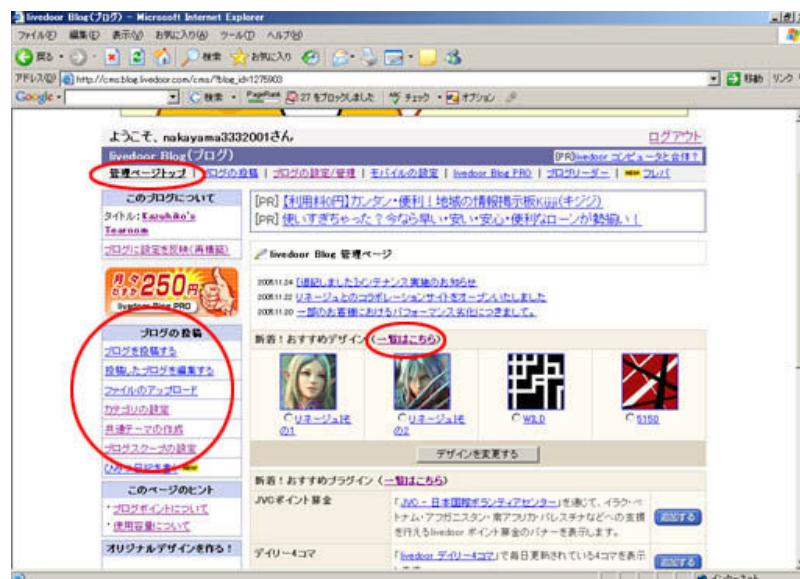 livedoor Blog(ブログ) - Microsoft Internet Explorer
ファイル(F) 編集(E) 表示(V) お気に入り(A) ツール(T) ヘルプ(H)
戻る 検索 お気に入り
アドレス(D) http://cms.blog.livedoor.com/cms/?blog_id=1275903 移動 リンク
Google 検索 PageRank 27 をブロックしました チェック オプション
ようこそ、nakayama3332001さん ログアウト
livedoor Blog(ブログ) [PR]livedoor コンピュータと合体?
管理ページトップ | ブログの投稿 | ブログの設定/管理 | モバイルの設定 | livedoor Blog PRO | ブログリーダー | フレパ
このブログについて
タイトル: Kazuhiko's
Tearoom
ブログに設定を反映(再構築)
[PR] 【利用料0円】カンタン・便利!地域の情報掲示板Kijiji(キジジ)
[PR] 使いすぎちゃった?今なら早い・安い・安心・便利なローンが勢揃い!
livedoor Blog 管理ページ
月々わずか250円
livedoor Blog PRO
2005.11.24 [追記しました]メンテナンス実施のお知らせ
2005.11.22 リネージュとのコラボレーションサイトをオープンいたしました
2005.11.20 一部のお客様におけるパフォーマンス劣化につきまして。
ブログの投稿
ブログを投稿する
投稿したブログを編集する
ファイルのアップロード
カテゴリの設定
共通テーマの作成
ブログスクープの設定
ひみつ日記を書く
新着!おすすめデザイン(一覧はこちら)
リネージュ2その1
リネージュ2その2
WILD
5150
デザインを変更する
このページのヒント
・ブログポイントについて
・使用容量について
オリジナルデザインを作る!
新着!おすすめプラグイン(一覧はこちら)
JVCポイント募金
「JVC - 日本国際ボランティアセンター」を通じて、イラク・ベ
トナム・アフガニスタン・南アフリカ・パレスチナなどへの支援
を行えるlivedoor ポイント募金のバナーを表示します。
追加する
デイリー4コマ
「livedoor デイリー4コマ」で毎日更新されている4コマを表示
追加する
インターネット